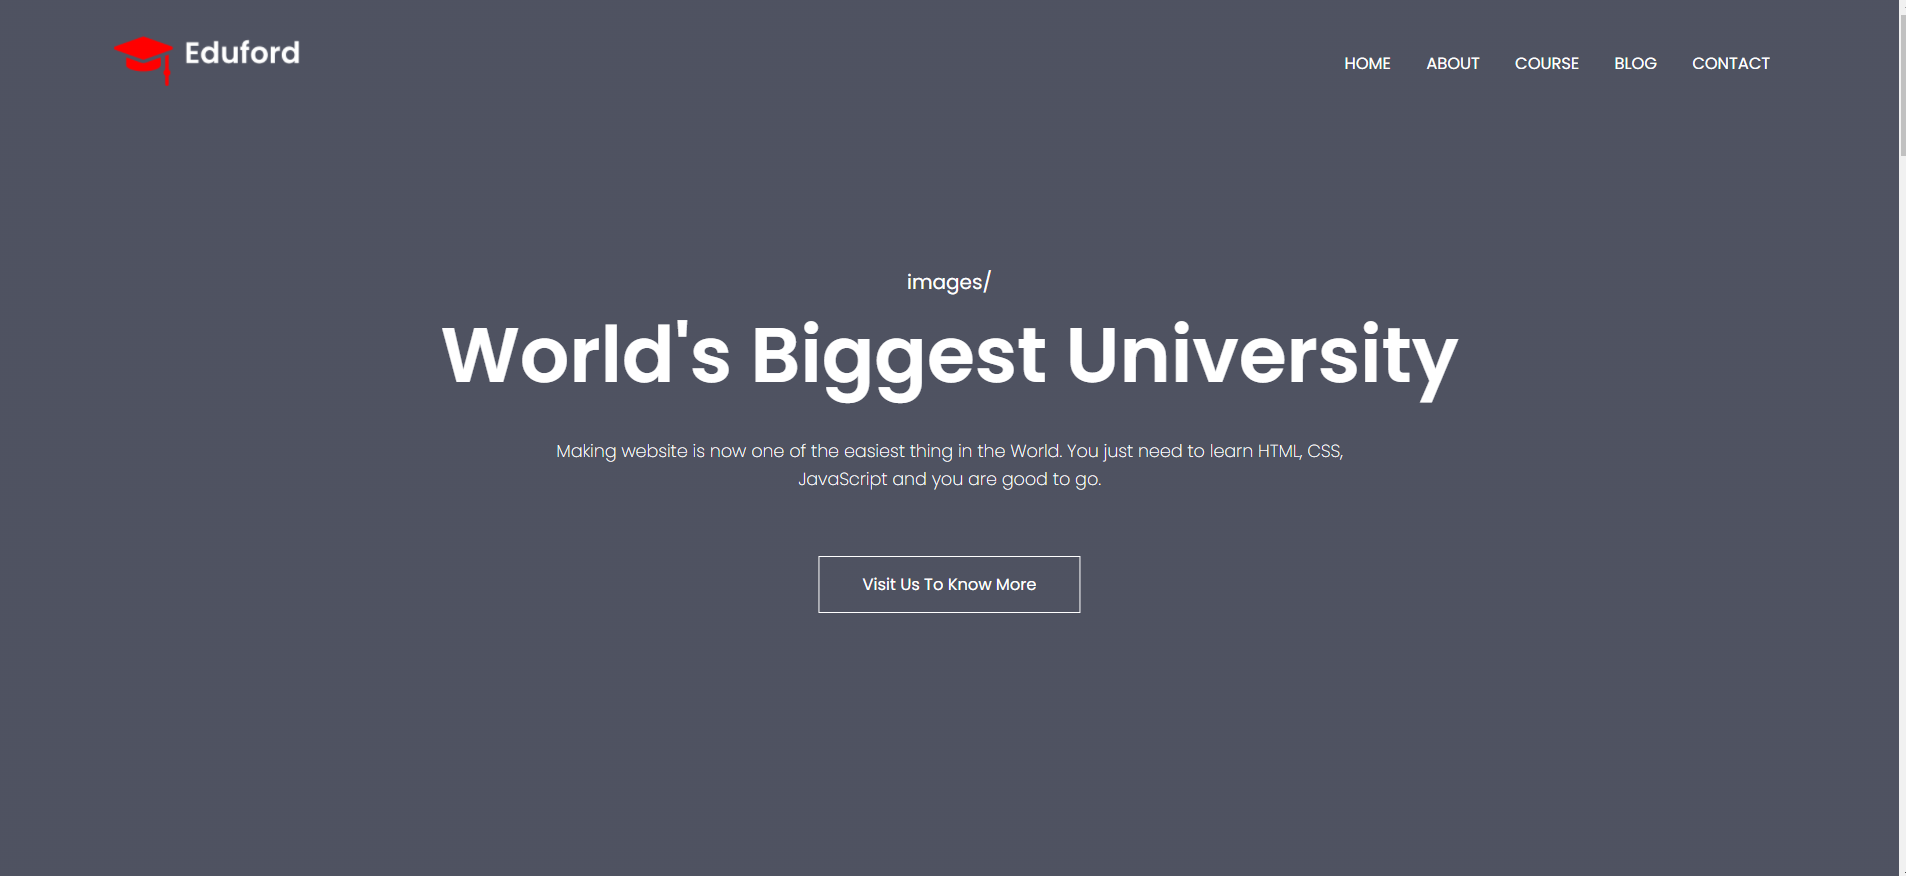 Eduford
HOME ABOUT COURSE BLOG CONTACT
images/
World's Biggest University
Making website is now one of the easiest thing in the World. You just need to learn HTML, CSS,
JavaScript and you are good to go.
Visit Us To Know More